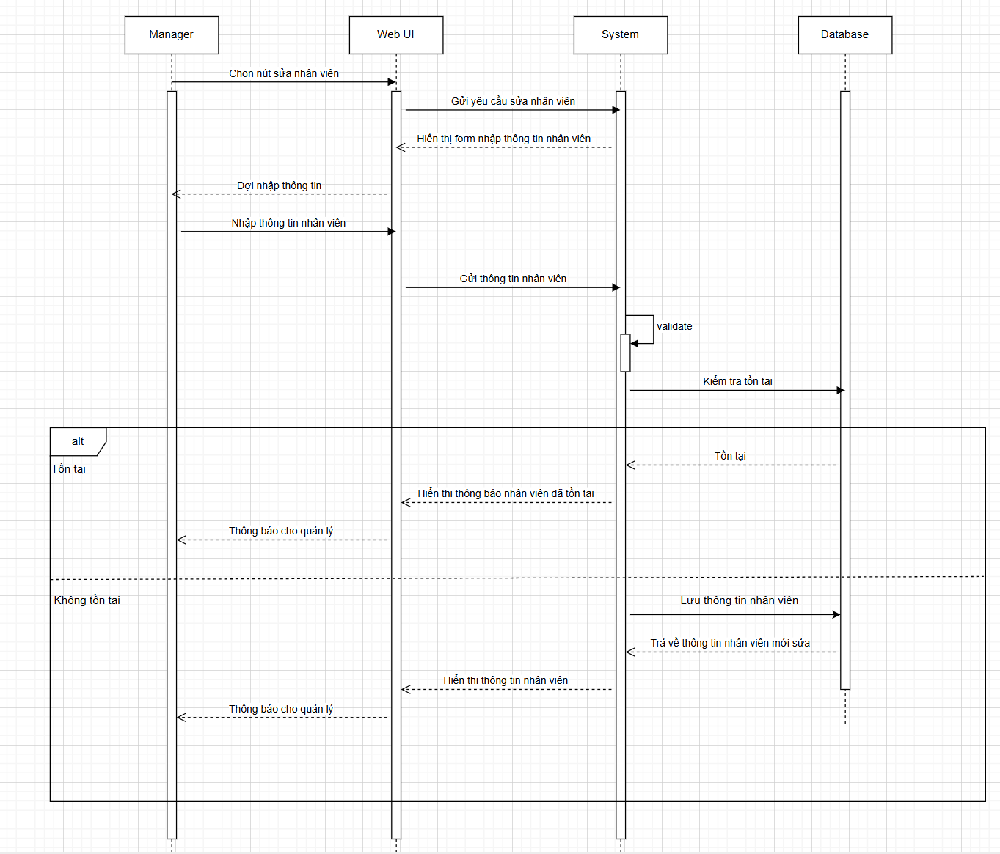 Manager
Web UI
System
Database
Chọn nút sửa nhân viên
Gửi yêu cầu sửa nhân viên
Hiển thị form nhập thông tin nhân viên
Đợi nhập thông tin
Nhập thông tin nhân viên
Gửi thông tin nhân viên
validate
Kiểm tra tồn tại
alt
Tồn tại
Tồn tại
Hiển thị thông báo nhân viên đã tồn tại
Thông báo cho quản lý
Không tồn tại
Lưu thông tin nhân viên
Trả về thông tin nhân viên mới sửa
Hiển thị thông tin nhân viên
Thông báo cho quản lý